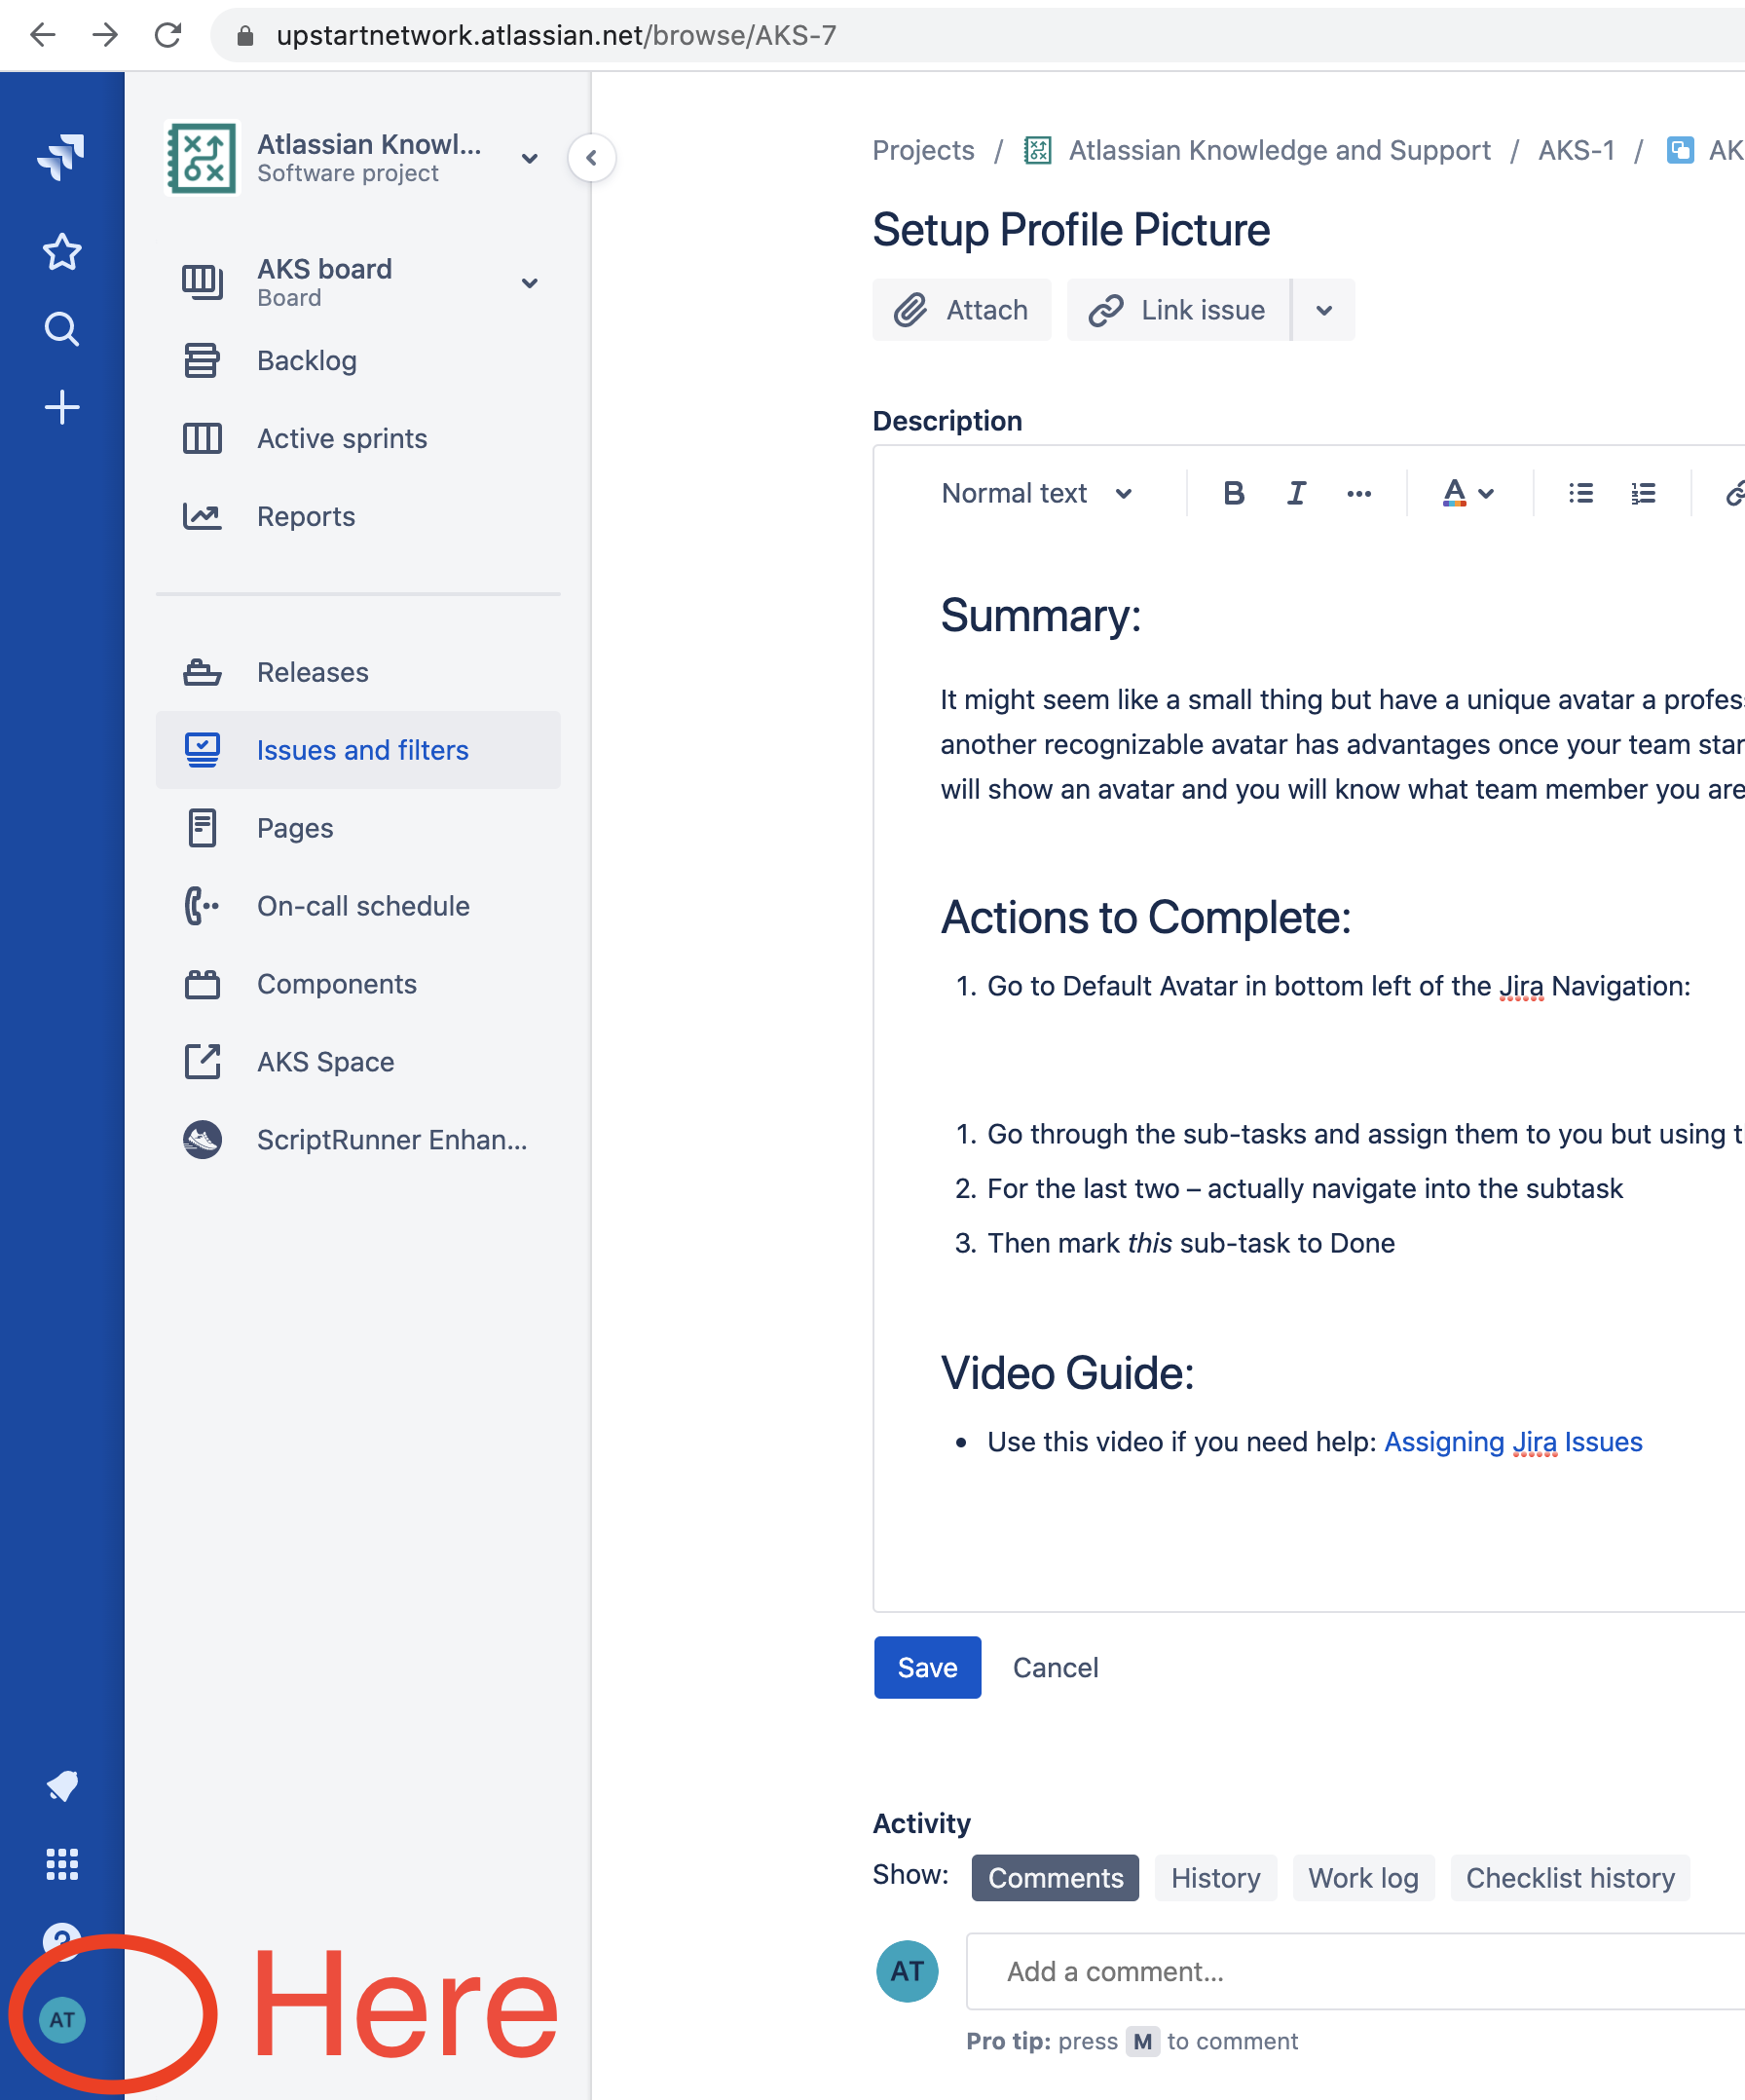 upstartnetwork.atlassian.net/browse/AKS-7
Atlassian Knowl...
Software project
AKS board
Board
Backlog
Active sprints
Reports
Releases
Issues and filters
Pages
On-call schedule
Components
AKS Space
ScriptRunner Enhan...
Projects / Atlassian Knowledge and Support / AKS-1 / AK
Setup Profile Picture
Attach Link issue
Description
Normal text B I ... A
Summary:
It might seem like a small thing but have a unique avatar a profes
another recognizable avatar has advantages once your team star
will show an avatar and you will know what team member you are
Actions to Complete:
1. Go to Default Avatar in bottom left of the Jira Navigation:
1. Go through the sub-tasks and assign them to you but using t
2. For the last two – actually navigate into the subtask
3. Then mark this sub-task to Done
Video Guide:
• Use this video if you need help: Assigning Jira Issues
Save Cancel
Activity
Show: Comments History Work log Checklist history
AT Add a comment...
Pro tip: press M to comment
?
AT
Here